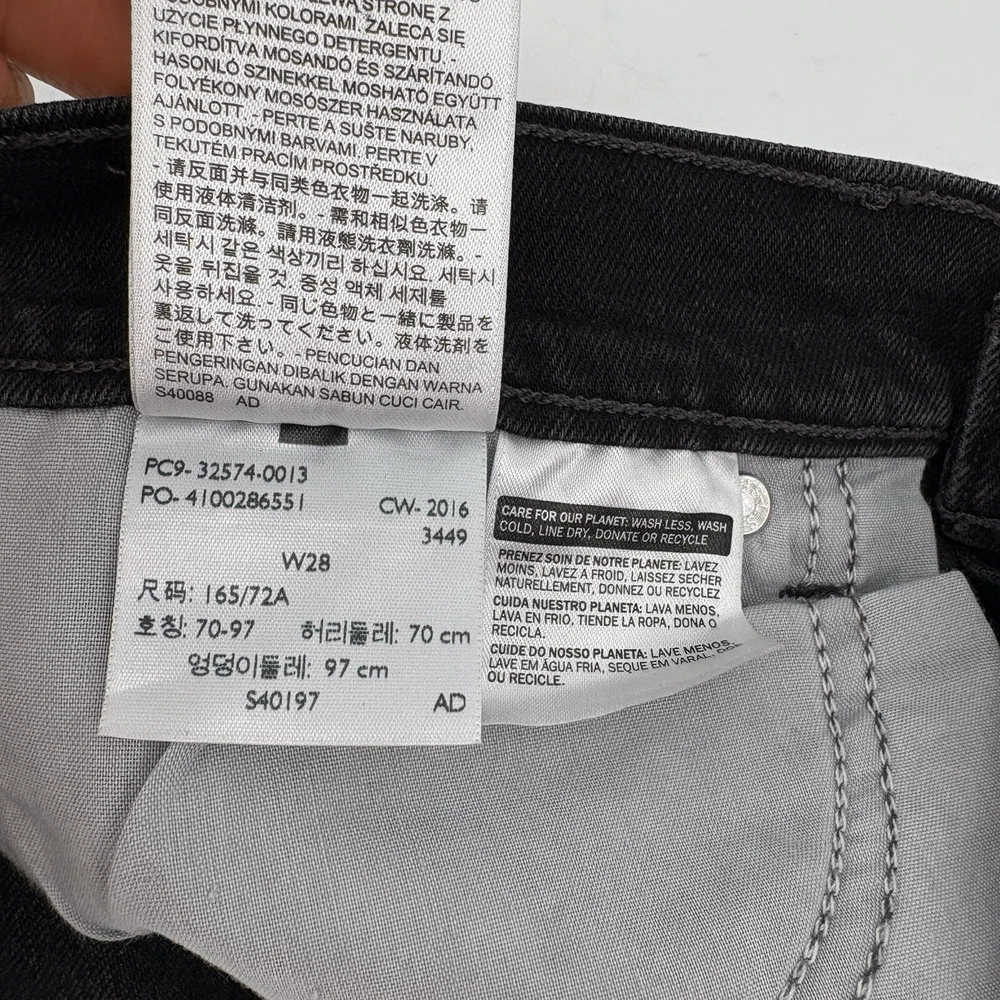 ZALECA SIĘ
UŻYCIE PŁYNNEGO DETERGENTU. -
KIFORDÍTVA MOSANDÓ ÉS SZÁRÍTANDÓ
HASONLÓ SZINEKKEL MOSHATÓ EGYÜTT
FOLYÉKONY MOSÓSZER HASZNÁLATA
AJÁNLOTT. - PERTE A SUŠTE NARUBY,
S PODOBNÝMI BARVAMI. PERTE V
TEKUTÉM PRACÍM PROSTŘEDKU.
- 请反面并与同类色衣物一起洗涤。请
使用液体清洁剂。- 需和相似色衣物一
同反面洗滌。請用液態洗衣劑洗滌。-
세탁시 같은 색상끼리 하십시요. 세탁시
옷을 뒤집을 것. 중성 액체 세제를
사용하세요. - 同じ色物と一緒に製品を
裏返して洗ってください。液体洗剤を
ご使用下さい。- PENCUCIAN DAN
PENGERINGAN DIBALIK DENGAN WARNA
SERUPA. GUNAKAN SABUN CUCI CAIR.
S40088 AD
PC9- 32574-0013
PO- 4100286551 CW- 2016
3449
W28
尺码: 165/72A
호칭: 70-97 허리둘레: 70 cm
엉덩이둘레: 97 cm
S40197 AD
CARE FOR OUR PLANET: WASH LESS, WASH
COLD, LINE DRY, DONATE OR RECYCLE
PRENEZ SOIN DE NOTRE PLANETE: LAVEZ
MOINS, LAVEZ À FROID, LAISSEZ SECHER
NATURELLEMENT, DONNEZ OU RECYCLEZ
CUIDA NUESTRO PLANETA: LAVA MENOS,
LAVA EN FRIO, TIENDE LA ROPA, DONA O
RECICLA.
CUIDE DO NOSSO PLANETA: LAVE MENOS,
LAVE EM ÁGUA FRIA, SEQUE EM VARAL,
OU RECICLE.